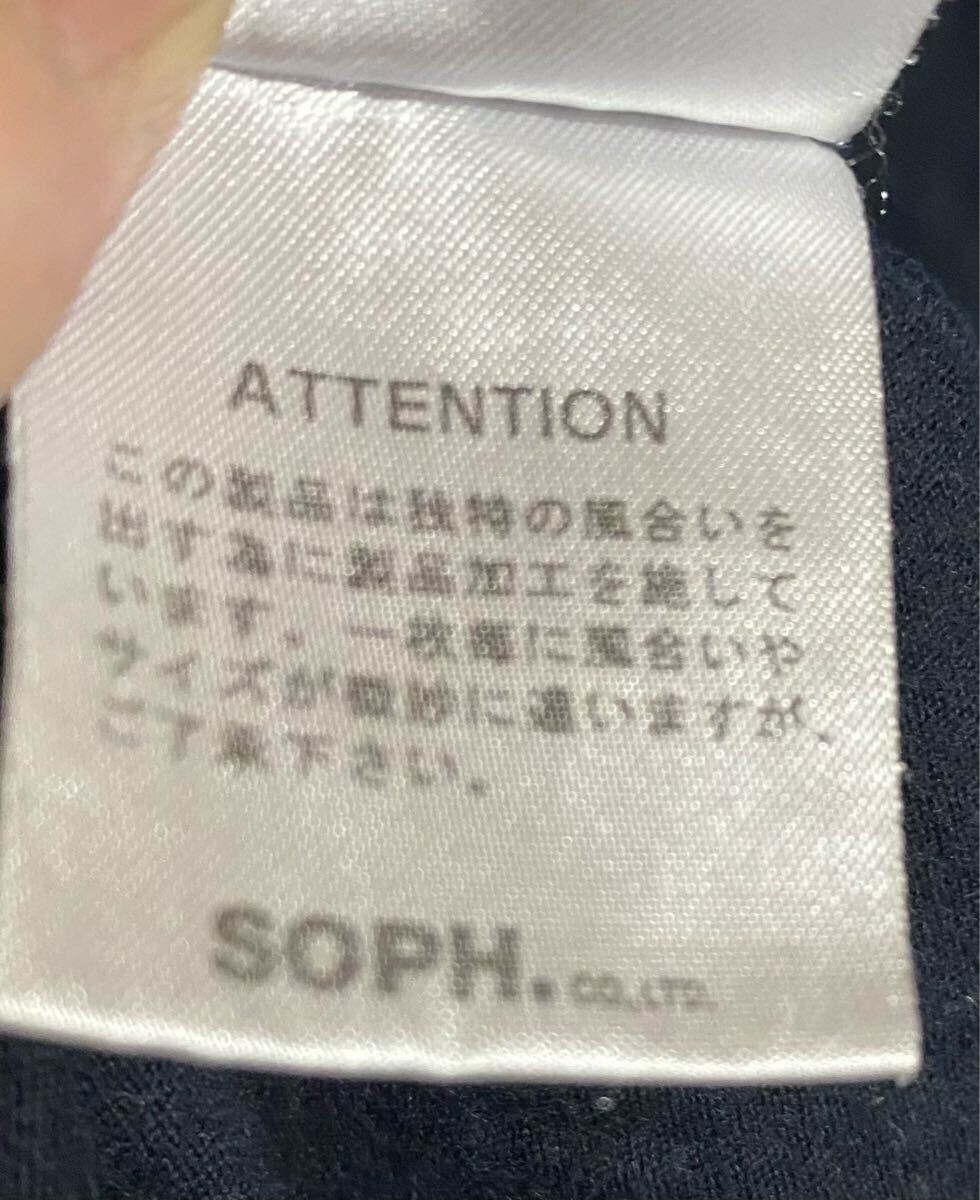 ATTENTION
この製品は独特の風合いを
出す為に製品加工を施して
います。一枚毎に風合いや
サイズが微妙に違いますが、
ご了承下さい。
SOPH.CO.,LTD.